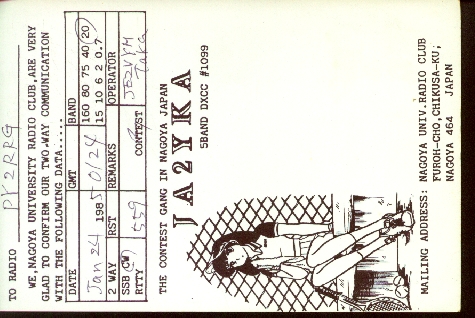 TO RADIO PY2RRG
WE,NAGOYA UNIVERSITY RADIO CLUB,ARE VERY
GLAD TO CONFIRM OUR TWO-WAY COMMUNICATION
WITH THE FOLLOWING DATA.....
DATE GMT BAND
Jan 24 1985 0124 160 80 75 40 20
15 10 6 2 0.7
2 WAY RST REMARKS OPERATOR
SSB CW
RTTY 559 CONTEST
THE CONTEST GANG IN NAGOYA JAPAN
JA2YKA
5BAND DXCC #1099
MAILING ADDRESS: NAGOYA UNIV.RADIO CLUB
FUROH-CHO,CHIKUSA-KU;
NAGOYA 464 JAPAN